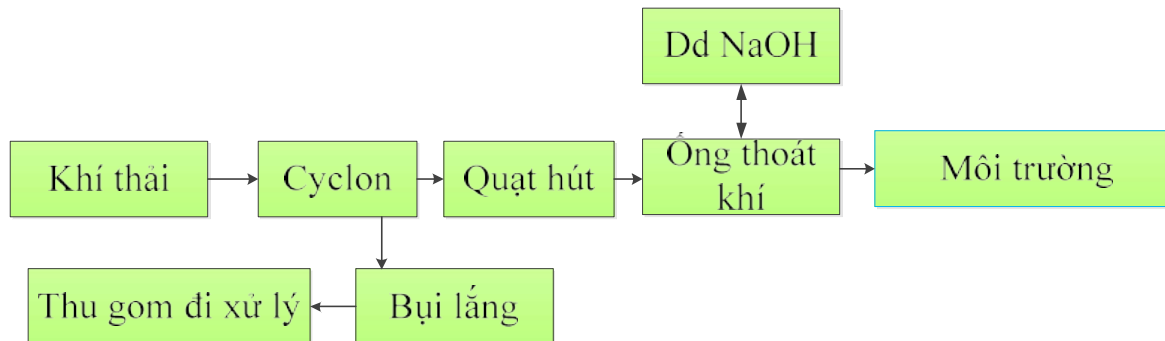 Dd NaOH
Khí thải
Cyclon
Quạt hút
Ống thoát
khí
Môi trường
Thu gom đi xử lý
Bụi lắng